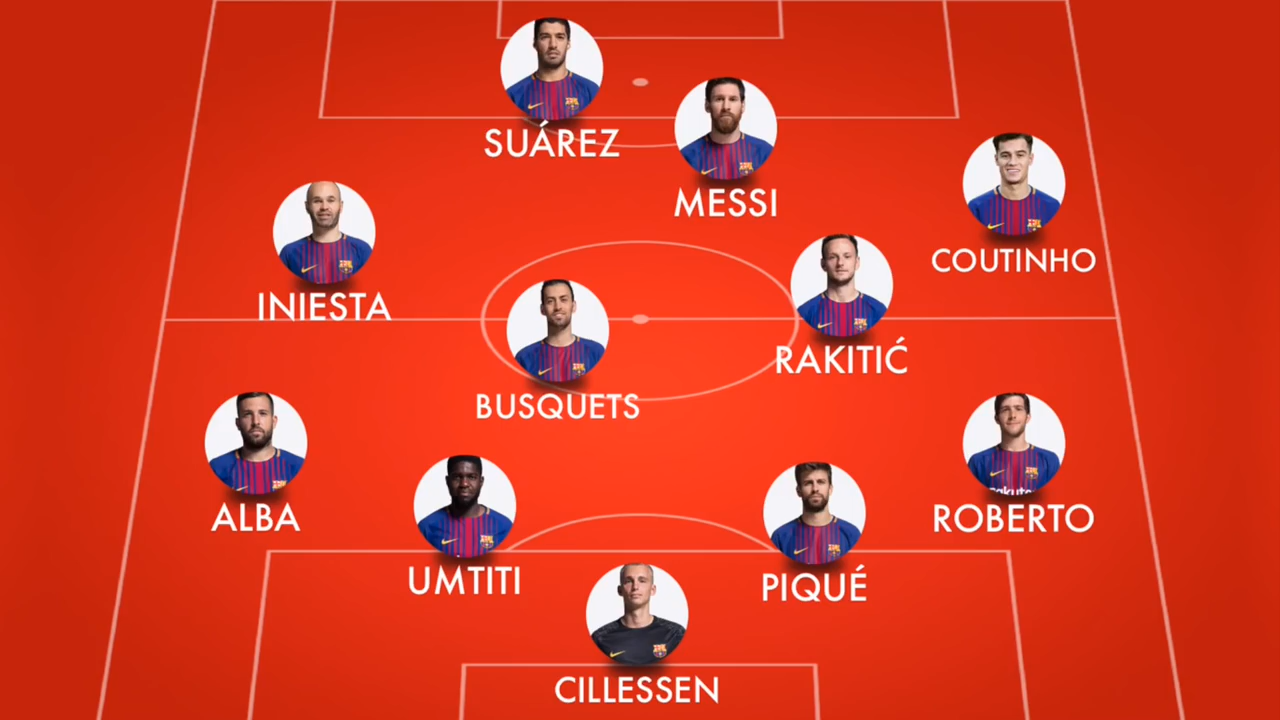 SUÁREZ
MESSI
COUTINHO
INIESTA
RAKITIĆ
BUSQUETS
ALBA
ROBERTO
UMTITI
PIQUÉ
CILLESSEN